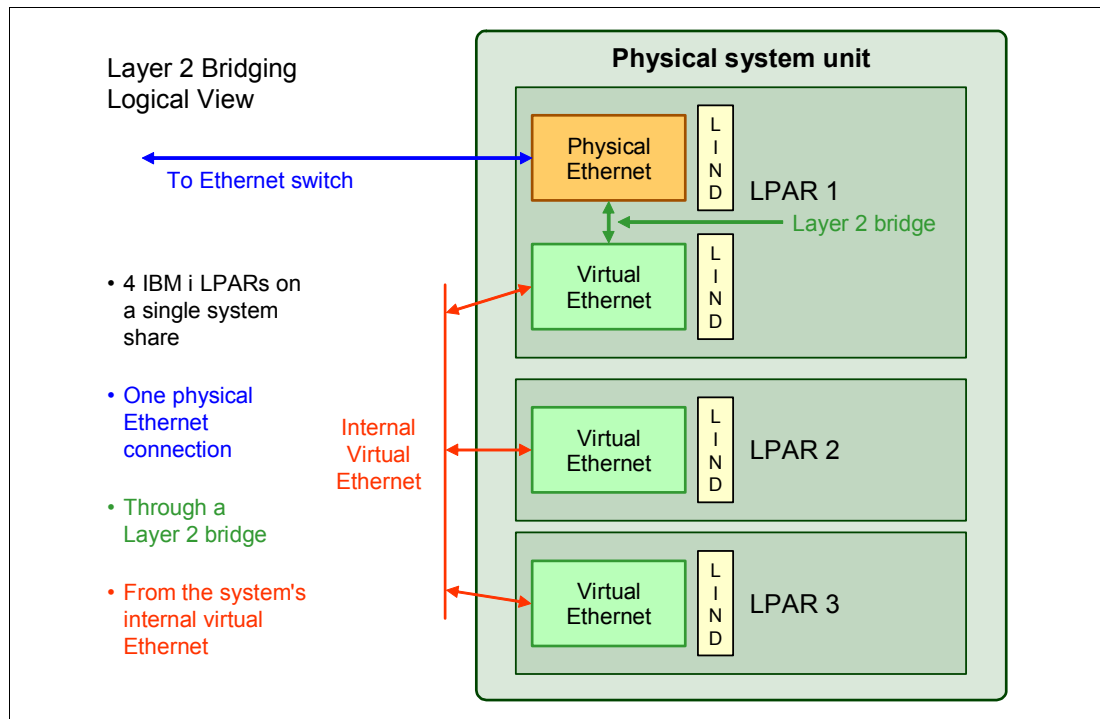 Layer 2 Bridging
Logical View
To Ethernet switch
• 4 IBM i LPARs on
a single system
share
• One physical
Ethernet
connection
• Through a
Layer 2 bridge
• From the system's
internal virtual
Ethernet
Internal
Virtual
Ethernet
Physical system unit
Physical
Ethernet
L
I
N
D
LPAR 1
Layer 2 bridge
Virtual
Ethernet
L
I
N
D
Virtual
Ethernet
L
I
N
D
LPAR 2
Virtual
Ethernet
L
I
N
D
LPAR 3